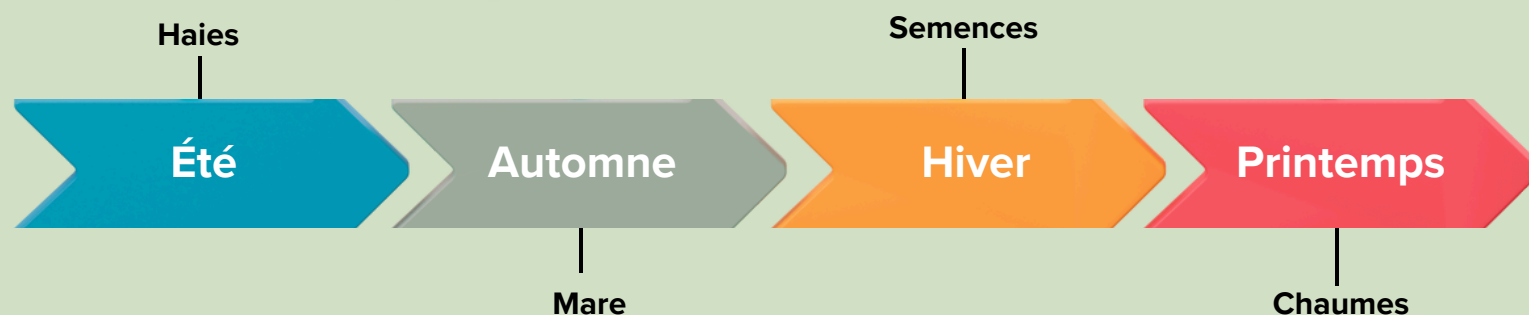 Haies
Semences
Été
Automne
Hiver
Printemps
Mare
Chaumes